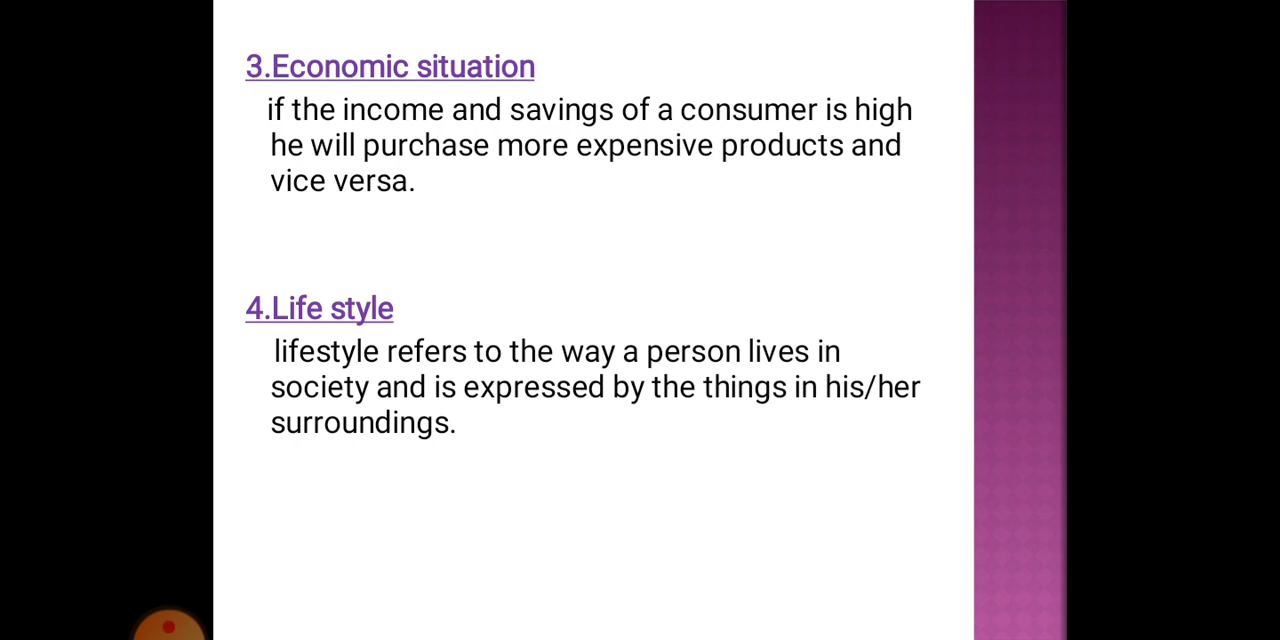 3.Economic situation
if the income and savings of a consumer is high
he will purchase more expensive products and
vice versa.
4.Life style
lifestyle refers to the way a person lives in
society and is expressed by the things in his/her
surroundings.